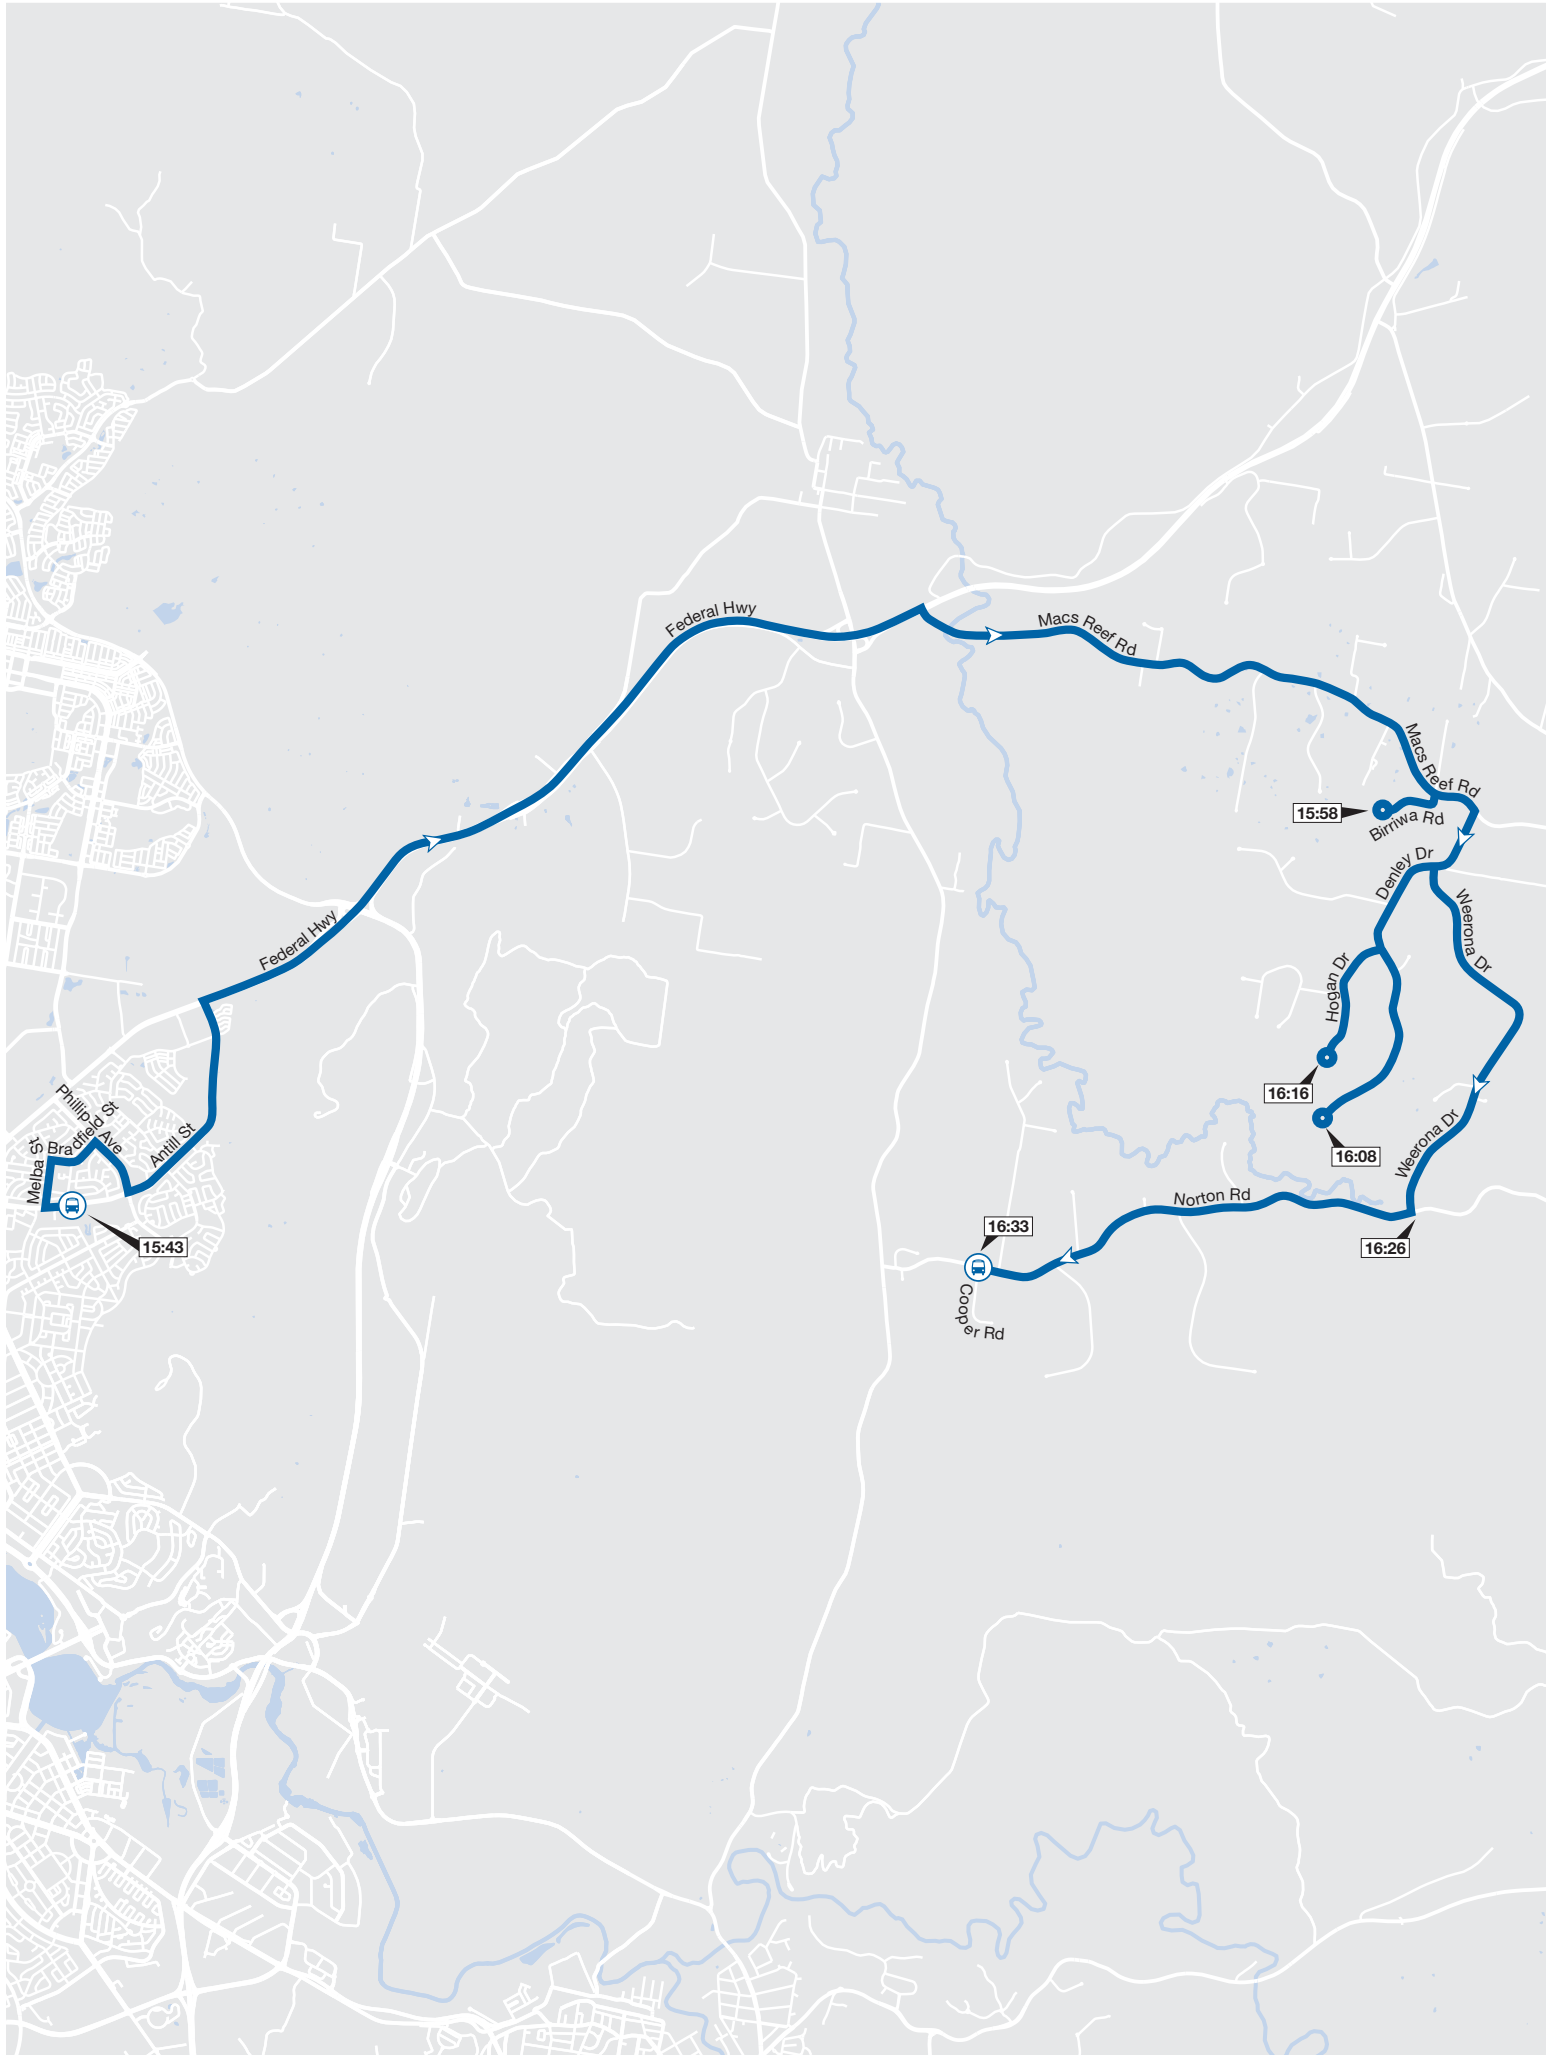 Federal Hwy
Macs Reef Rd
Macs Reef Rd
15:58
Birriwa Rd
Denley Dr
Weerona Dr
Federal Hwy
Hogan Dr
16:16
Phillip Ave
Bradfield St
Antill St
Melba St
16:08
Weerona Dr
Norton Rd
16:33
15:43
16:26
Cooper Rd